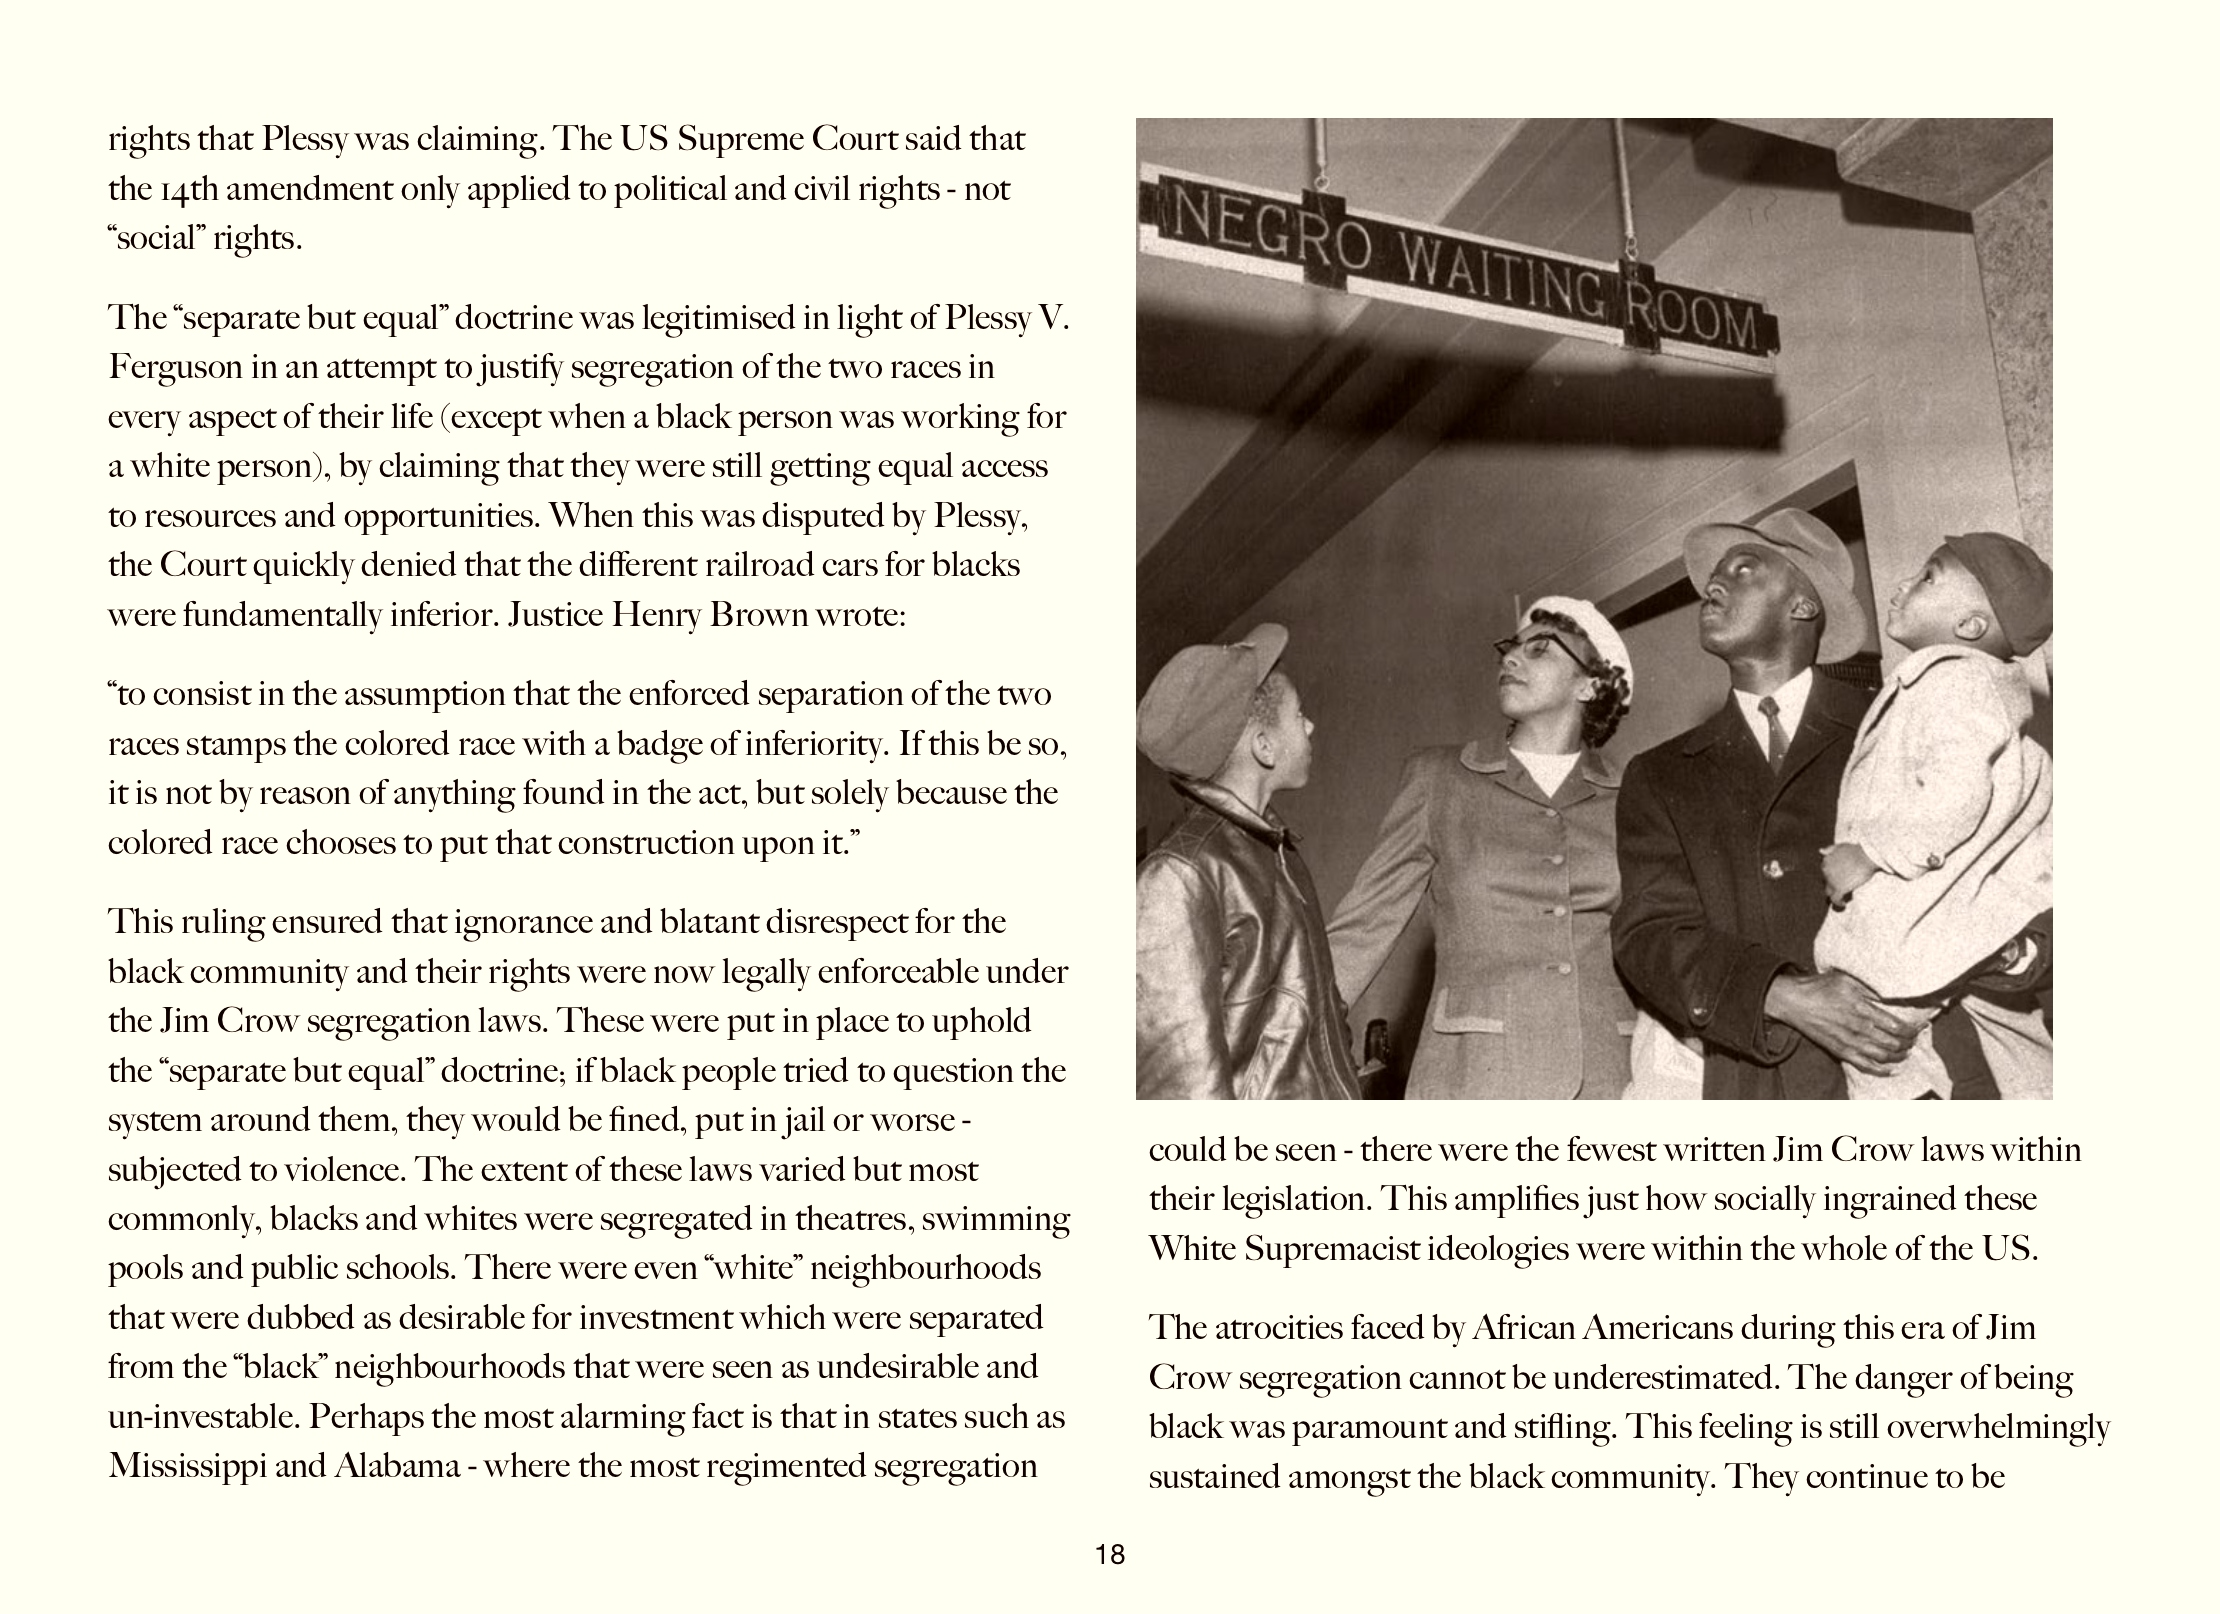 rights that Plessy was claiming. The US Supreme Court said that
the 14th amendment only applied to political and civil rights - not
“social” rights.
The “separate but equal” doctrine was legitimised in light of Plessy V.
Ferguson in an attempt to justify segregation of the two races in
every aspect of their life (except when a black person was working for
a white person), by claiming that they were still getting equal access
to resources and opportunities. When this was disputed by Plessy,
the Court quickly denied that the different railroad cars for blacks
were fundamentally inferior. Justice Henry Brown wrote:
“to consist in the assumption that the enforced separation of the two
races stamps the colored race with a badge of inferiority. If this be so,
it is not by reason of anything found in the act, but solely because the
colored race chooses to put that construction upon it.”
This ruling ensured that ignorance and blatant disrespect for the
black community and their rights were now legally enforceable under
the Jim Crow segregation laws. These were put in place to uphold
the “separate but equal” doctrine; if black people tried to question the
system around them, they would be fined, put in jail or worse -
subjected to violence. The extent of these laws varied but most
commonly, blacks and whites were segregated in theatres, swimming
pools and public schools. There were even “white” neighbourhoods
that were dubbed as desirable for investment which were separated
from the “black” neighbourhoods that were seen as undesirable and
un-investable. Perhaps the most alarming fact is that in states such as
Mississippi and Alabama - where the most regimented segregation
NEGRO WAITING ROOM
could be seen - there were the fewest written Jim Crow laws within
their legislation. This amplifies just how socially ingrained these
White Supremacist ideologies were within the whole of the US.
The atrocities faced by African Americans during this era of Jim
Crow segregation cannot be underestimated. The danger of being
black was paramount and stifling. This feeling is still overwhelmingly
sustained amongst the black community. They continue to be
18